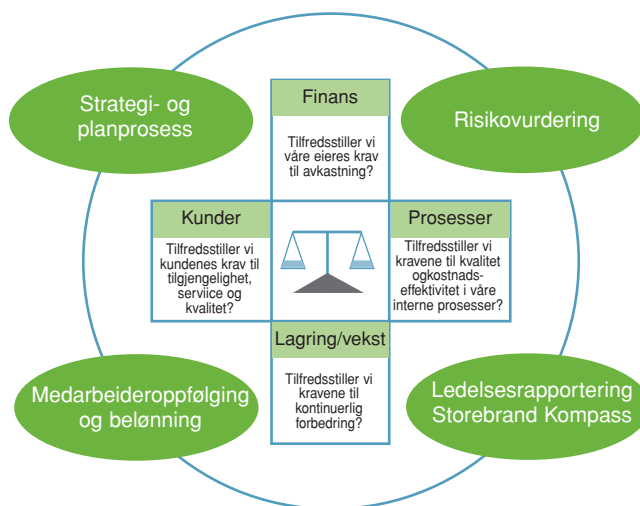 Strategi- og
planprosess
Finans
Tilfredsstiller vi
våre eieres krav
til avkastning?
Risikovurdering
Kunder
Tilfredsstiller vi
kundenes krav til
tilgjengelighet,
serviice og
kvalitet?
Prosesser
Tilfredsstiller vi
kravene til kvalitet
ogkostnads-
effektivitet i våre
interne prosesser?
Lagring/vekst
Tilfredsstiller vi
kravene til
kontinuerlig
forbedring?
Medarbeideroppfølging
og belønning
Ledelsesrapportering
Storebrand Kompass